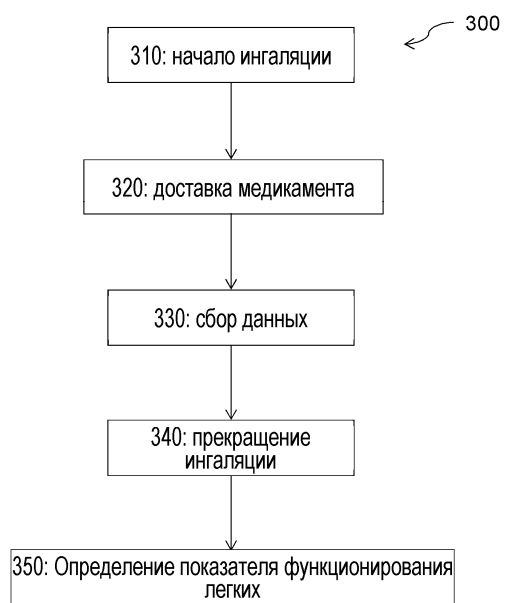 300
310: начало ингаляции
320: доставка медикамента
330: сбор данных
340: прекращение
ингаляции
350: Определение показателя функционирования
легких